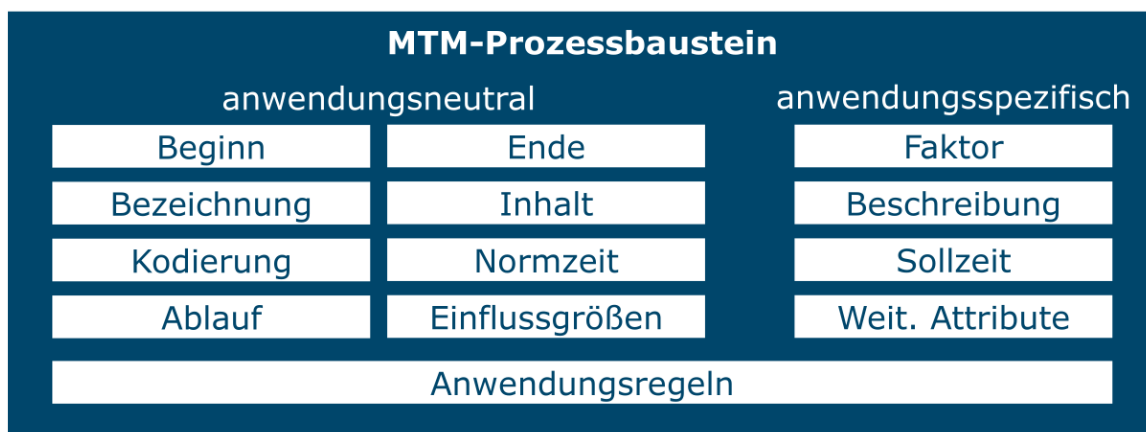 MTM-Prozessbaustein
anwendungsneutral anwendungsspezifisch
Beginn Ende Faktor
Bezeichnung Inhalt Beschreibung
Kodierung Normzeit Sollzeit
Ablauf Einflussgrößen Weit. Attribute
Anwendungsregeln